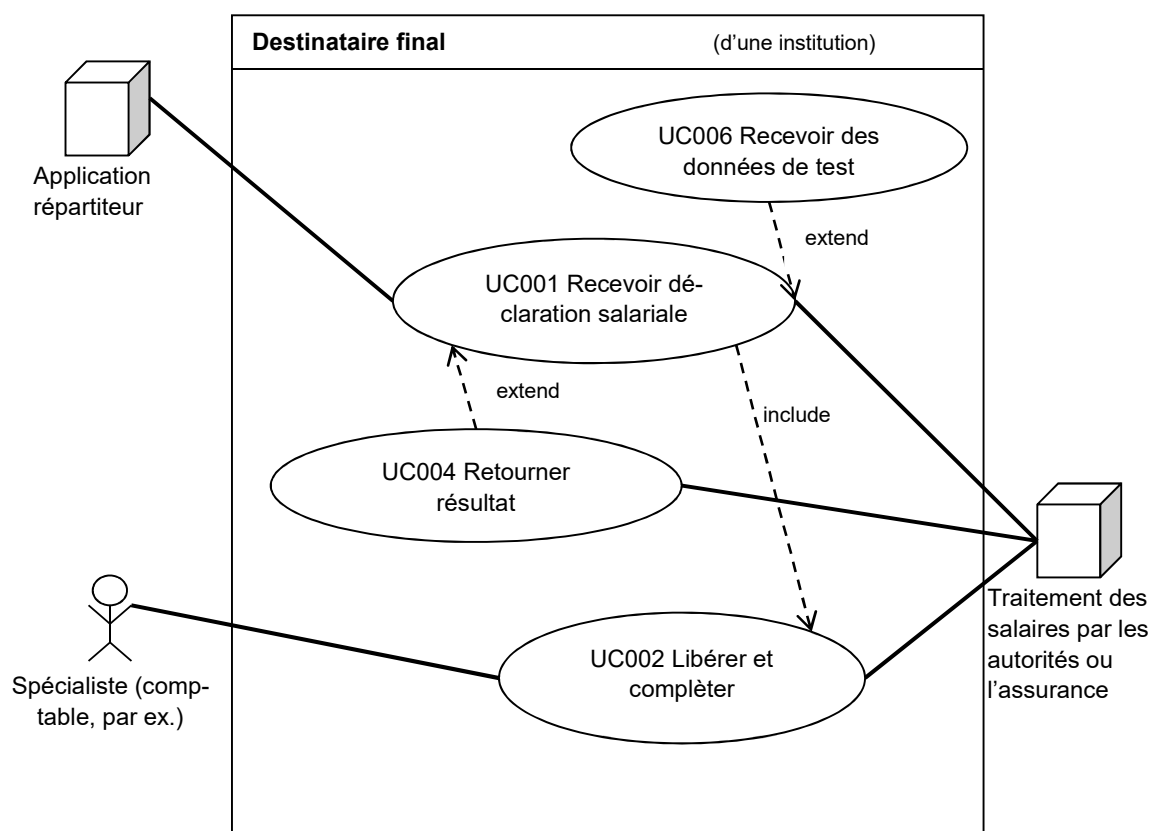 Destinataire final (d’une institution)
UC006 Recevoir des
données de test
Application
répartiteur
extend
UC001 Recevoir dé-
claration salariale
extend
include
UC004 Retourner
résultat
Traitement des
salaires par les
autorités ou
l’assurance
UC002 Libérer et
complèter
Spécialiste (comp-
table, par ex.)